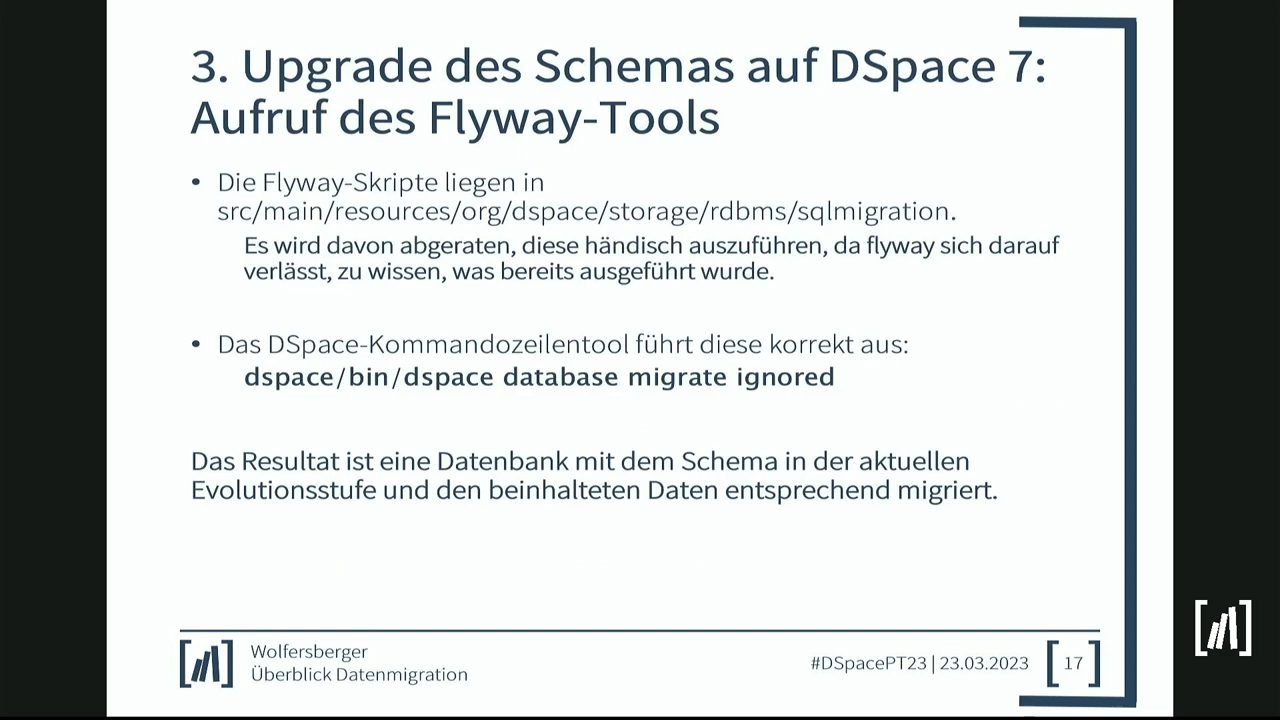 3. Upgrade des Schemas auf DSpace 7:
Aufruf des Flyway-Tools
• Die Flyway-Skripte liegen in
src/main/resources/org/dspace/storage/rdbms/sqlmigration.
Es wird davon abgeraten, diese händisch auszuführen, da flyway sich darauf
verlässt, zu wissen, was bereits ausgeführt wurde.
• Das DSpace-Kommandozeilentool führt diese korrekt aus:
dspace/bin/dspace database migrate ignored
Das Resultat ist eine Datenbank mit dem Schema in der aktuellen
Evolutionsstufe und den beinhalteten Daten entsprechend migriert.
Wolfersberger
Überblick Datenmigration
#DSpacePT23 | 23.03.2023
17